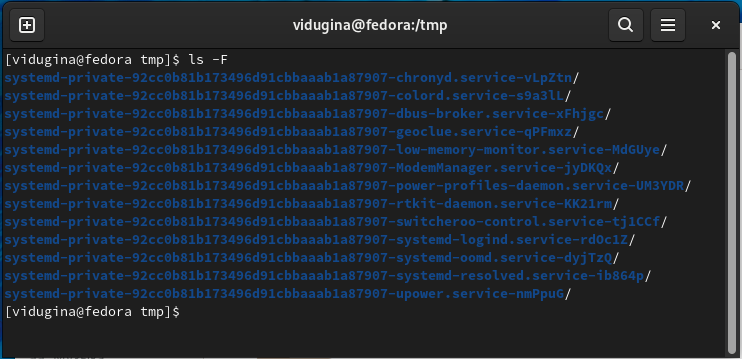 vidugina@fedora:/tmp
[vidugina@fedora tmp]$ ls -F
systemd-private-92cc0b81b173496d91cbbaaab1a87907-chronyd.service-vLpZtn/
systemd-private-92cc0b81b173496d91cbbaaab1a87907-colord.service-s9a3lL/
systemd-private-92cc0b81b173496d91cbbaaab1a87907-dbus-broker.service-xFhjgc/
systemd-private-92cc0b81b173496d91cbbaaab1a87907-geoclue.service-qPFmxz/
systemd-private-92cc0b81b173496d91cbbaaab1a87907-low-memory-monitor.service-MdGUye/
systemd-private-92cc0b81b173496d91cbbaaab1a87907-ModemManager.service-jyDKQx/
systemd-private-92cc0b81b173496d91cbbaaab1a87907-power-profiles-daemon.service-UM3YDR/
systemd-private-92cc0b81b173496d91cbbaaab1a87907-rtkit-daemon.service-KK21rm/
systemd-private-92cc0b81b173496d91cbbaaab1a87907-switcheroo-control.service-tj1CCf/
systemd-private-92cc0b81b173496d91cbbaaab1a87907-systemd-logind.service-rdOc1Z/
systemd-private-92cc0b81b173496d91cbbaaab1a87907-systemd-oomd.service-dyjTzQ/
systemd-private-92cc0b81b173496d91cbbaaab1a87907-systemd-resolved.service-ib864p/
systemd-private-92cc0b81b173496d91cbbaaab1a87907-upower.service-nmPpuG/
[vidugina@fedora tmp]$